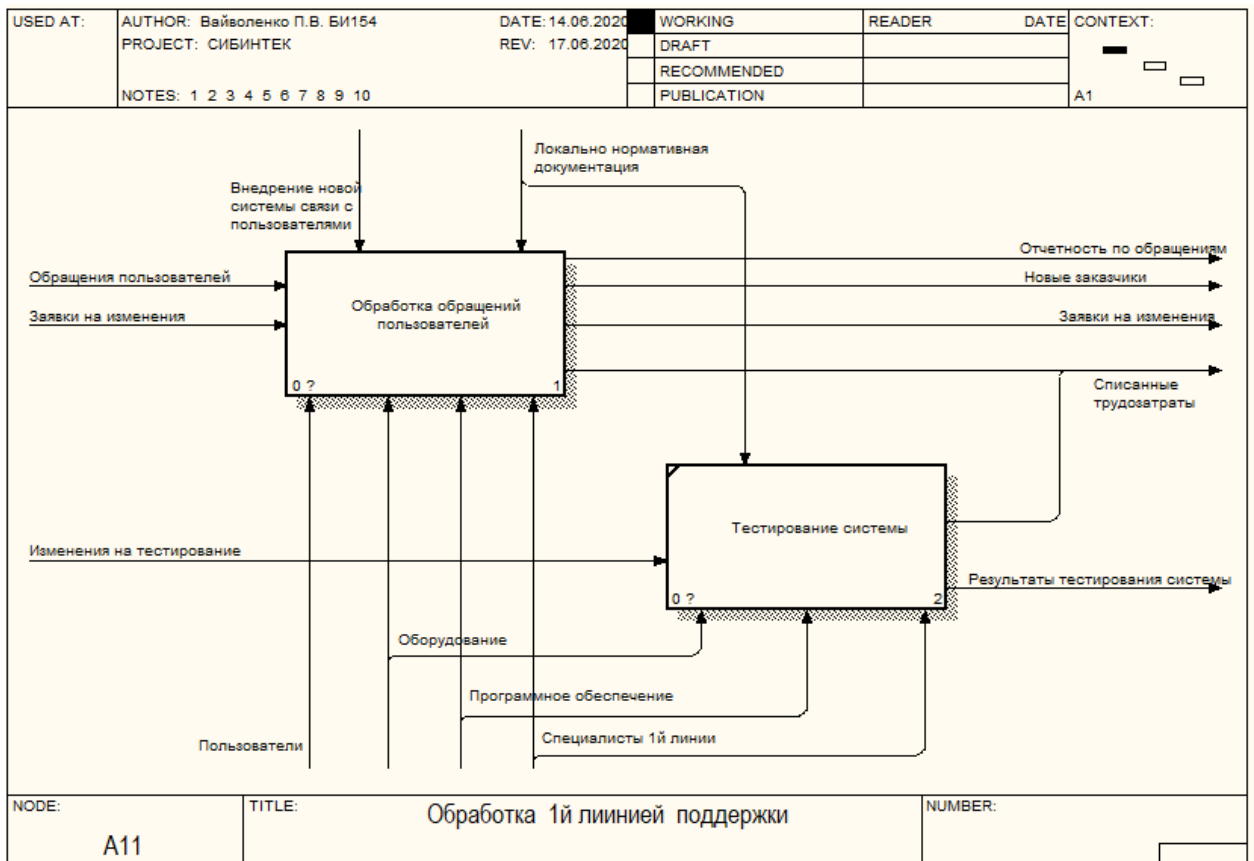 USED AT:
AUTHOR: Вайволенко П.В. БИ154
DATE: 14.06.2020
WORKING
READER
DATE
CONTEXT:
PROJECT: СИБИНТЕК
REV: 17.06.2020
DRAFT
RECOMMENDED
NOTES: 1 2 3 4 5 6 7 8 9 10
PUBLICATION
A1
Локально нормативная
документация
Внедрение новой
системы связи с
пользователями
Отчетность по обращениям
Обращения пользователей
Новые заказчики
Обработка обращений
пользователей
Заявки на изменения
Заявки на изменения
0 ?
1
Списанные
трудозатраты
Тестирование системы
Изменения на тестирование
Результаты тестирования системы
0 ?
2
Оборудование
Программное обеспечение
Специалисты 1й линии
Пользователи
NODE:
TITLE:
Обработка 1й лиинией поддержки
NUMBER:
A11